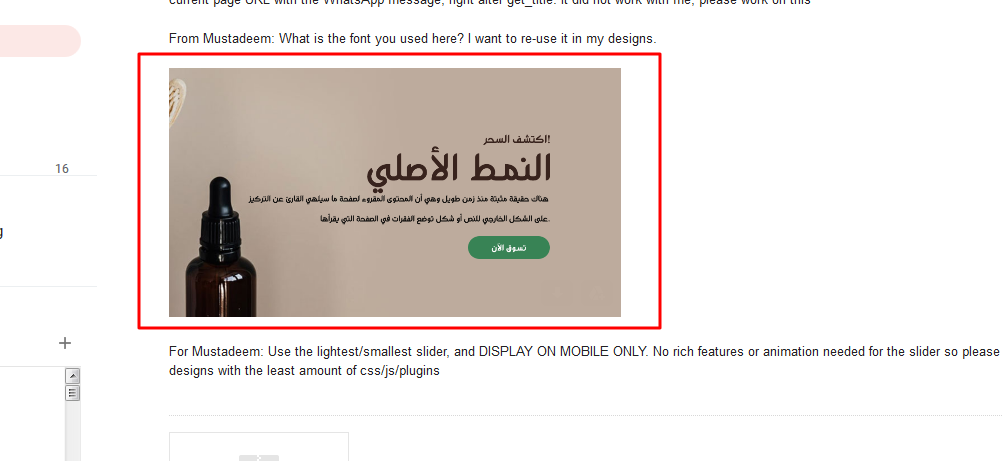 current page URL with the WhatsApp message, right after get_title. It did not work with me, please work on this
From Mustadeem: What is the font you used here? I want to re-use it in my designs.
اكتشف السحر!
النمط الأصلي
هناك حقيقة مثبتة منذ زمن طويل وهي أن المحتوى المقروء لصفحة ما سيلهي القارئ عن التركيز
على الشكل الخارجي للنص أو شكل توضع الفقرات في الصفحة التي يقرأها.
تسوق الآن
16
g
+
For Mustadeem: Use the lightest/smallest slider, and DISPLAY ON MOBILE ONLY. No rich features or animation needed for the slider so please
designs with the least amount of css/js/plugins